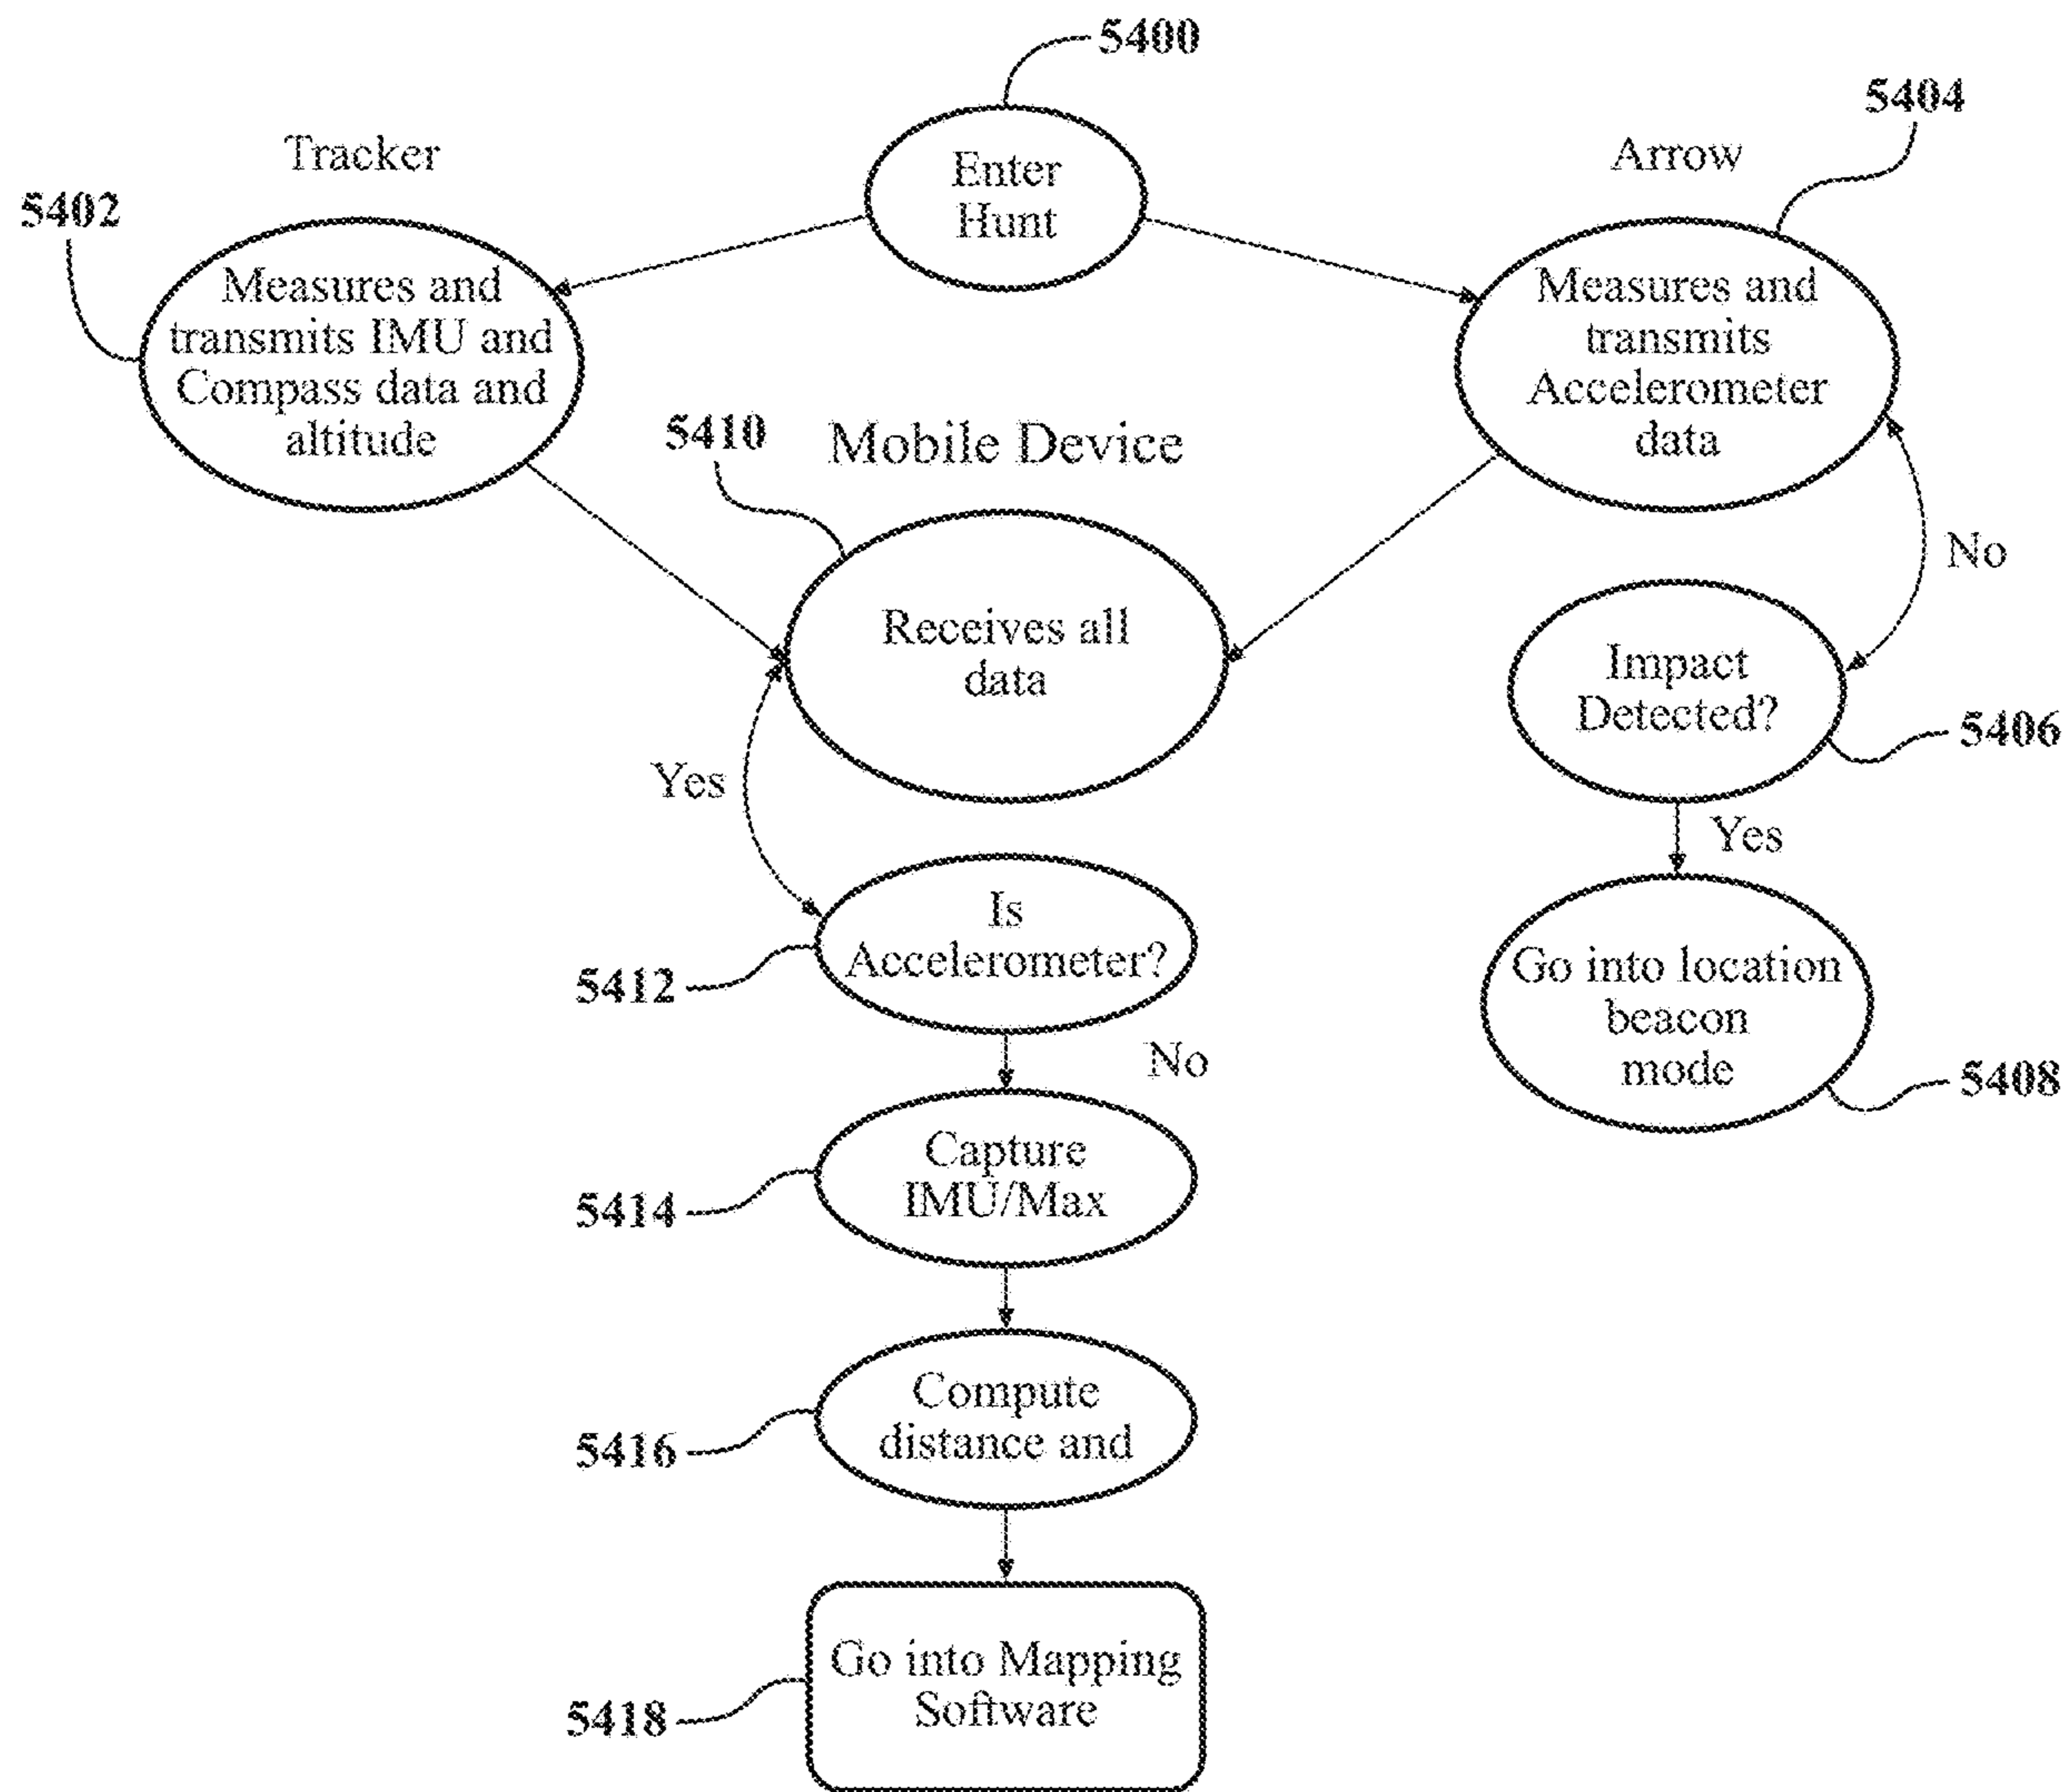 5400
5404
Tracker
Enter
Hunt
Arrow
5402
Measures and
transmits IMU and
Compass data and
altitude
Measures and
transmits
Accelerometer
data
5410
Mobile Device
No
Receives all
data
Impact
Detected?
5406
Yes
Yes
Is
Accelerometer?
5412
Go into location
beacon
mode
5408
No
Capture
IMU/Max
5414
Compute
distance and
5416
Go into Mapping
Software
5418